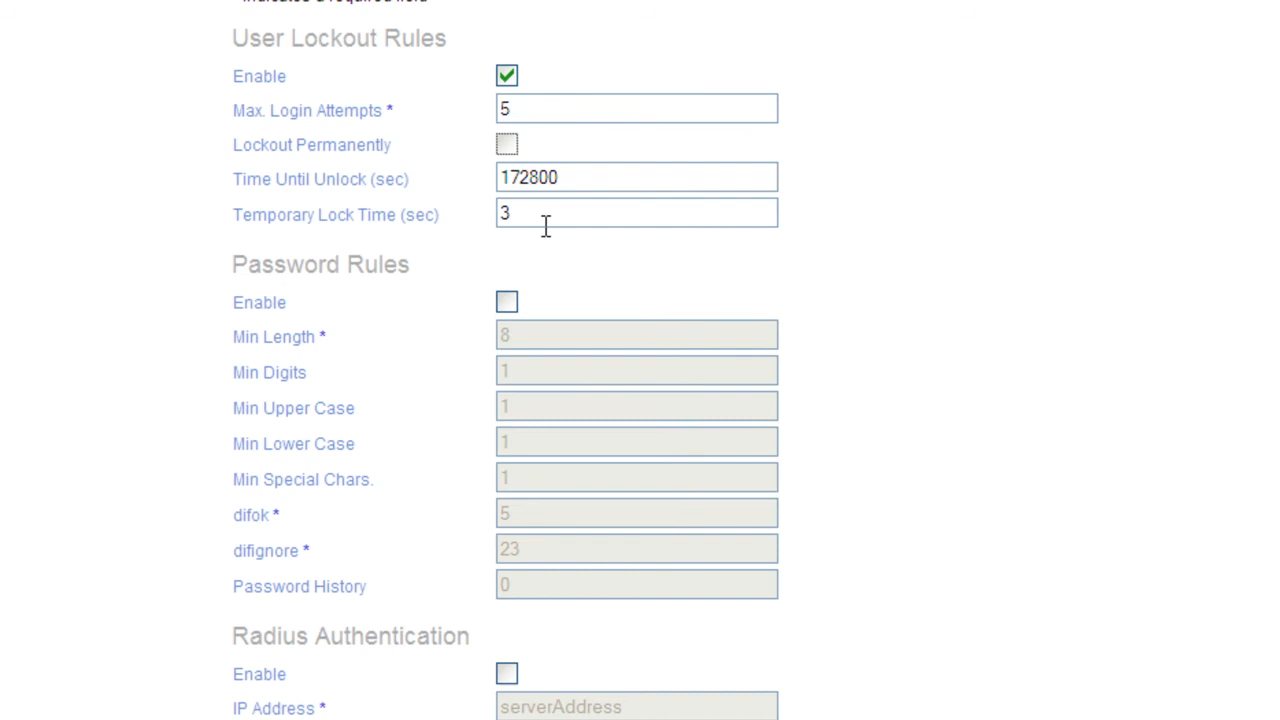 User Lockout Rules
Enable
Max. Login Attempts * 5
Lockout Permanently
Time Until Unlock (sec) 172800
Temporary Lock Time (sec) 3
Password Rules
Enable
Min Length * 8
Min Digits 1
Min Upper Case 1
Min Lower Case 1
Min Special Chars. 1
difok * 5
difignore * 23
Password History 0
Radius Authentication
Enable
IP Address * serverAddress